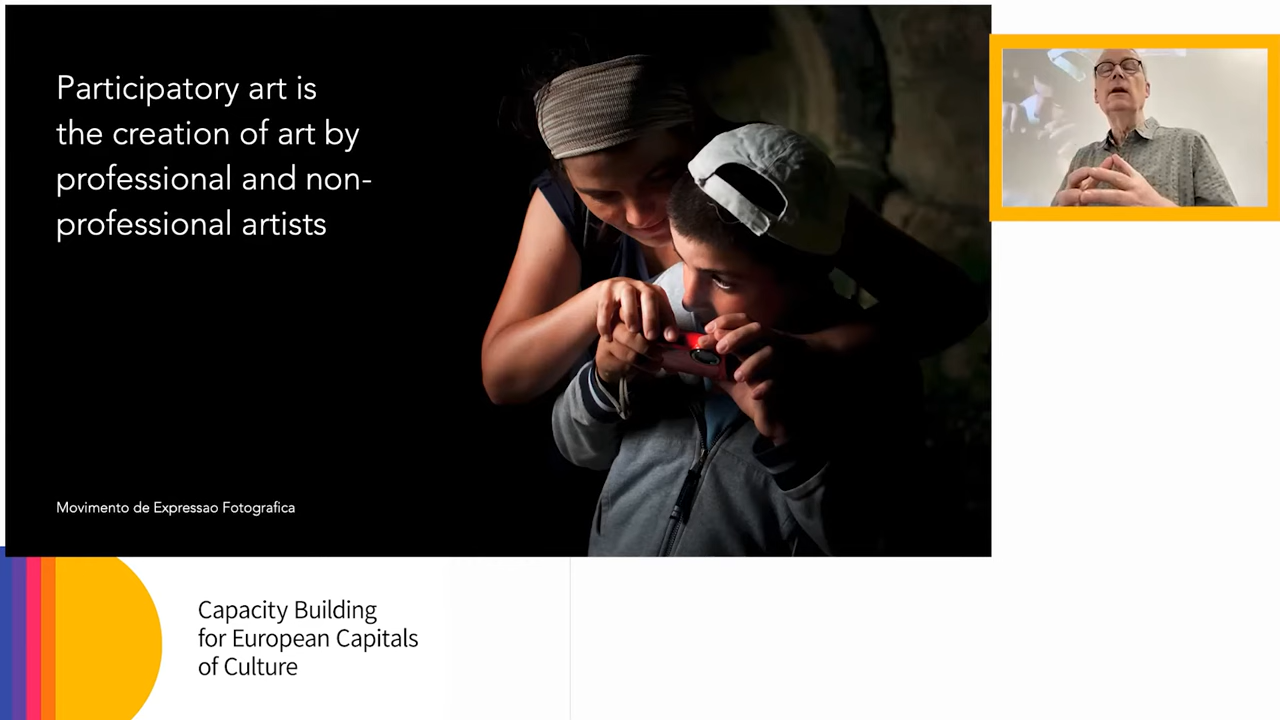 Participatory art is
the creation of art by
professional and non-
professional artists
Movimento de Expressao Fotografica
Capacity Building
for European Capitals
of Culture